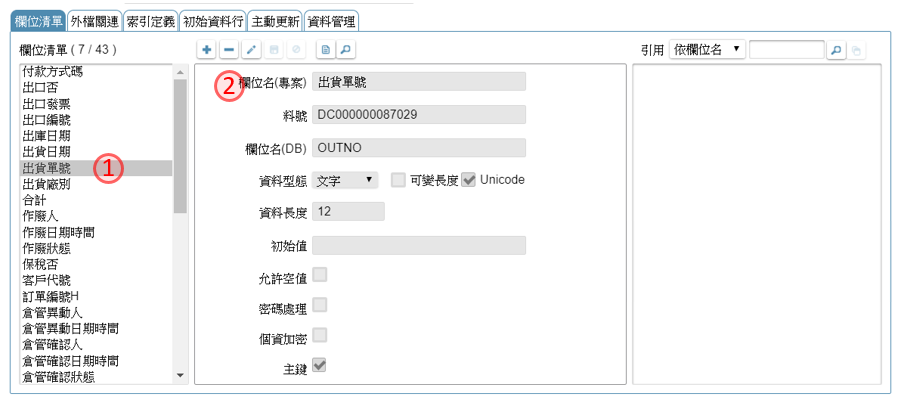 欄位清單 外檔關連 索引定義 初始資料行 主動更新 資料管理
欄位清單 ( 7 / 43 )
引用 依欄位名
付款方式碼
出口否
出口發票
出口編號
出庫日期
出貨日期
出貨單號
出貨廠別
合計
作廢人
作廢日期時間
作廢狀態
保稅否
客戶代號
訂單編號H
倉管異動人
倉管異動日期時間
倉管確認人
倉管確認日期時間
倉管確認狀態
1
2
欄位名(專案) 出貨單號
料號 DC000000087029
欄位名(DB) OUTNO
資料型態 文字 可變長度 Unicode
資料長度 12
初始值
允許空值
密碼處理
個資加密
主鍵